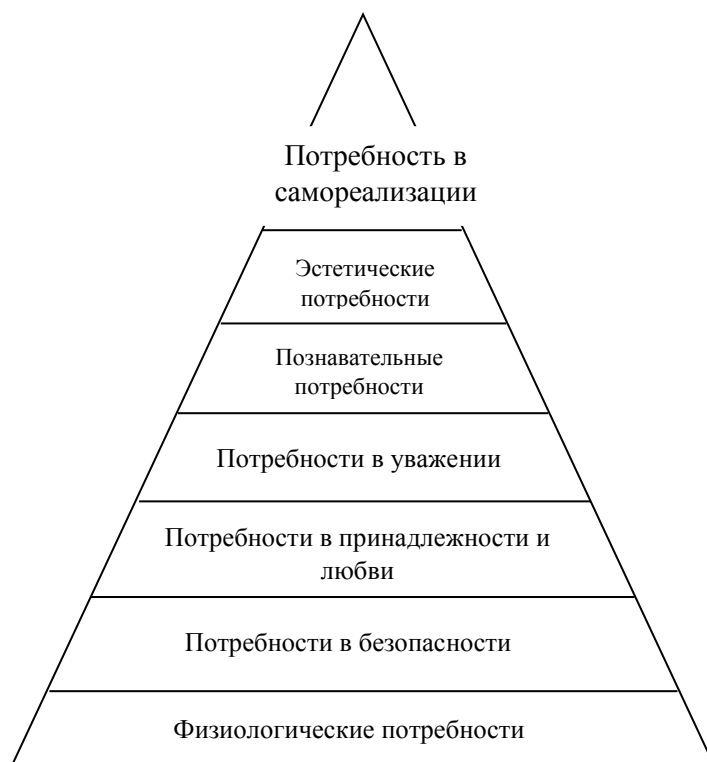 Потребность в
самореализации
Эстетические
потребности
Познавательные
потребности
Потребности в уважении
Потребности в принадлежности и
любви
Потребности в безопасности
Физиологические потребности